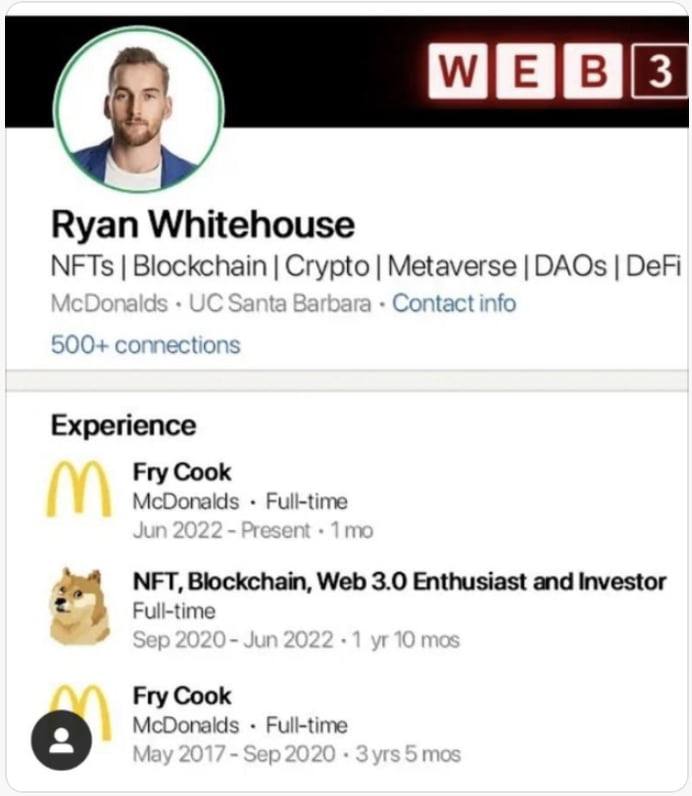 WEB3
Ryan Whitehouse
NFTs | Blockchain | Crypto | Metaverse | DAOs | DeFi
McDonalds • UC Santa Barbara • Contact info
500+ connections
Experience
Fry Cook
McDonalds • Full-time
Jun 2022 - Present • 1 mo
NFT, Blockchain, Web 3.0 Enthusiast and Investor
Full-time
Sep 2020 - Jun 2022 • 1 yr 10 mos
Fry Cook
McDonalds • Full-time
May 2017 - Sep 2020 • 3 yrs 5 mos